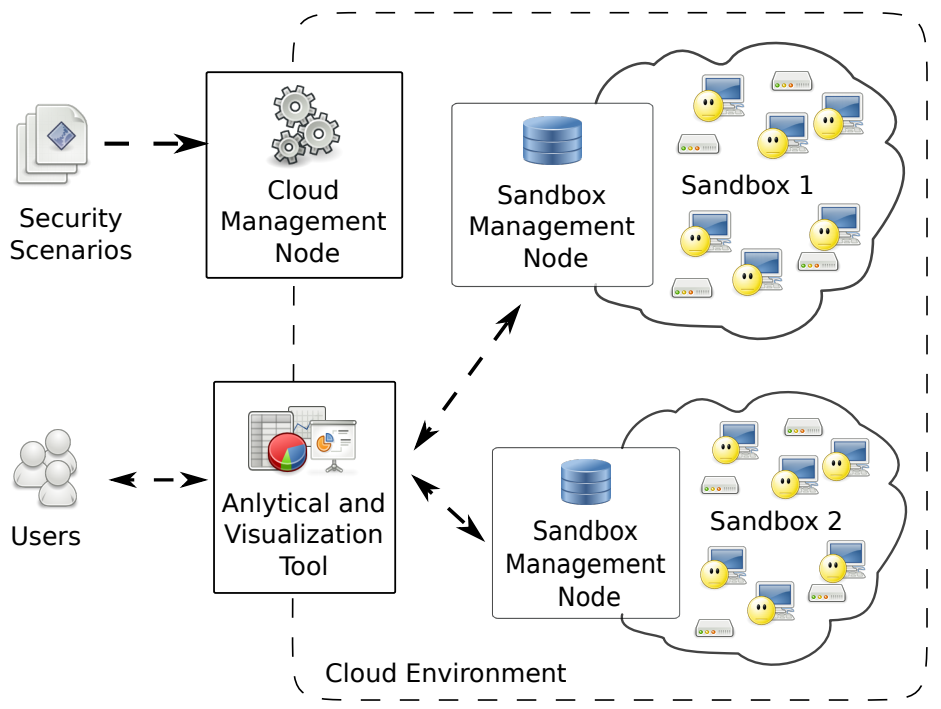 Security
Scenarios
Cloud
Management
Node
Sandbox
Management
Node
Sandbox 1
Users
Anlytical and
Visualization
Tool
Sandbox
Management
Node
Sandbox 2
Cloud Environment